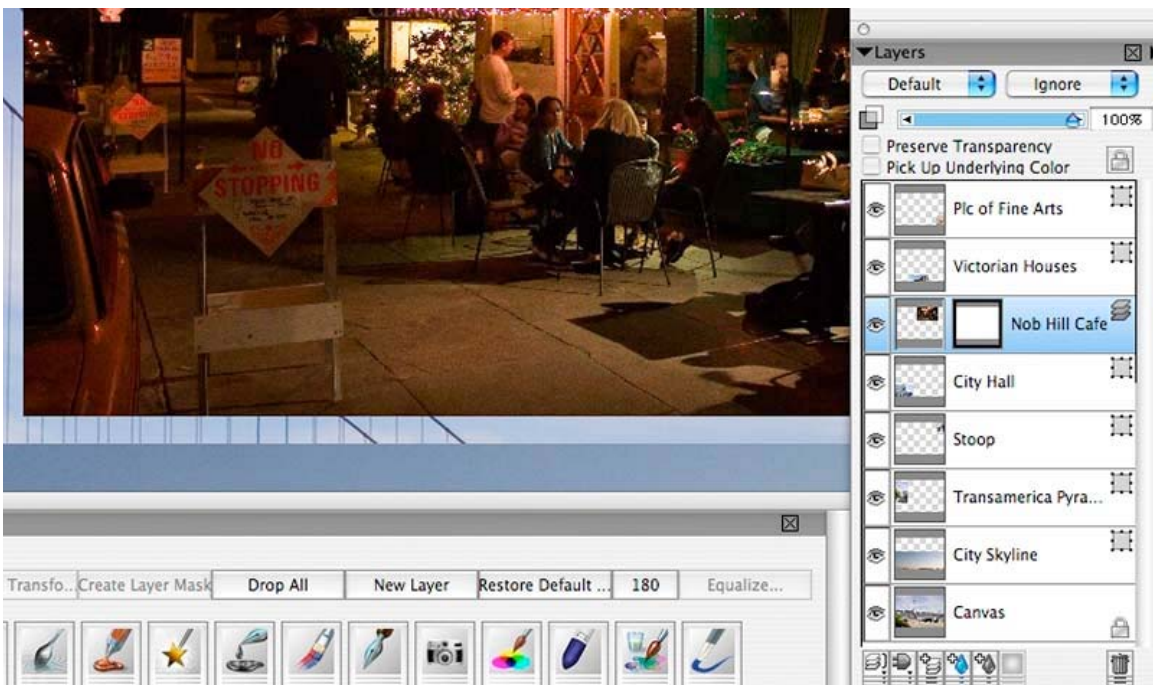 NO
STOPPING
Layers
Default Ignore
100%
Preserve Transparency
Pick Up Underlying Color
Plc of Fine Arts
Victorian Houses
Nob Hill Cafe
City Hall
Stoop
Transamerica Pyra...
City Skyline
Canvas
Transfo... Create Layer Mask Drop All New Layer Restore Default ... 180 Equalize...